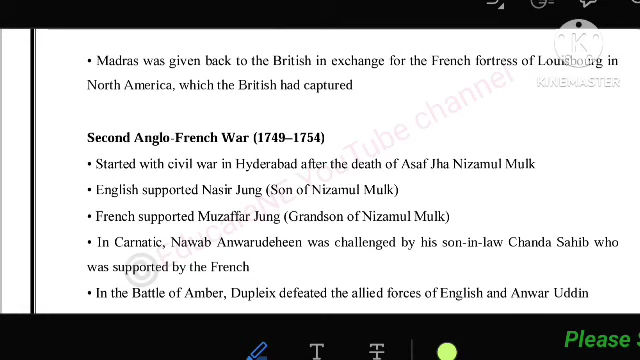 • Madras was given back to the British in exchange for the French fortress of Louisbourg in
North America, which the British had captured
K
KINEMASTER
Second Anglo-French War (1749–1754)
• Started with civil war in Hyderabad after the death of Asaf Jha Nizamul Mulk
• English supported Nasir Jung (Son of Nizamul Mulk)
• French supported Muzaffar Jung (Grandson of Nizamul Mulk)
• In Carnatic, Nawab Anwarudeheen was challenged by his son-in-law Chanda Sahib who
was supported by the French
• In the Battle of Amber, Dupleix defeated the allied forces of English and Anwar Uddin
©EducareNE YouTube channel
Please
T T